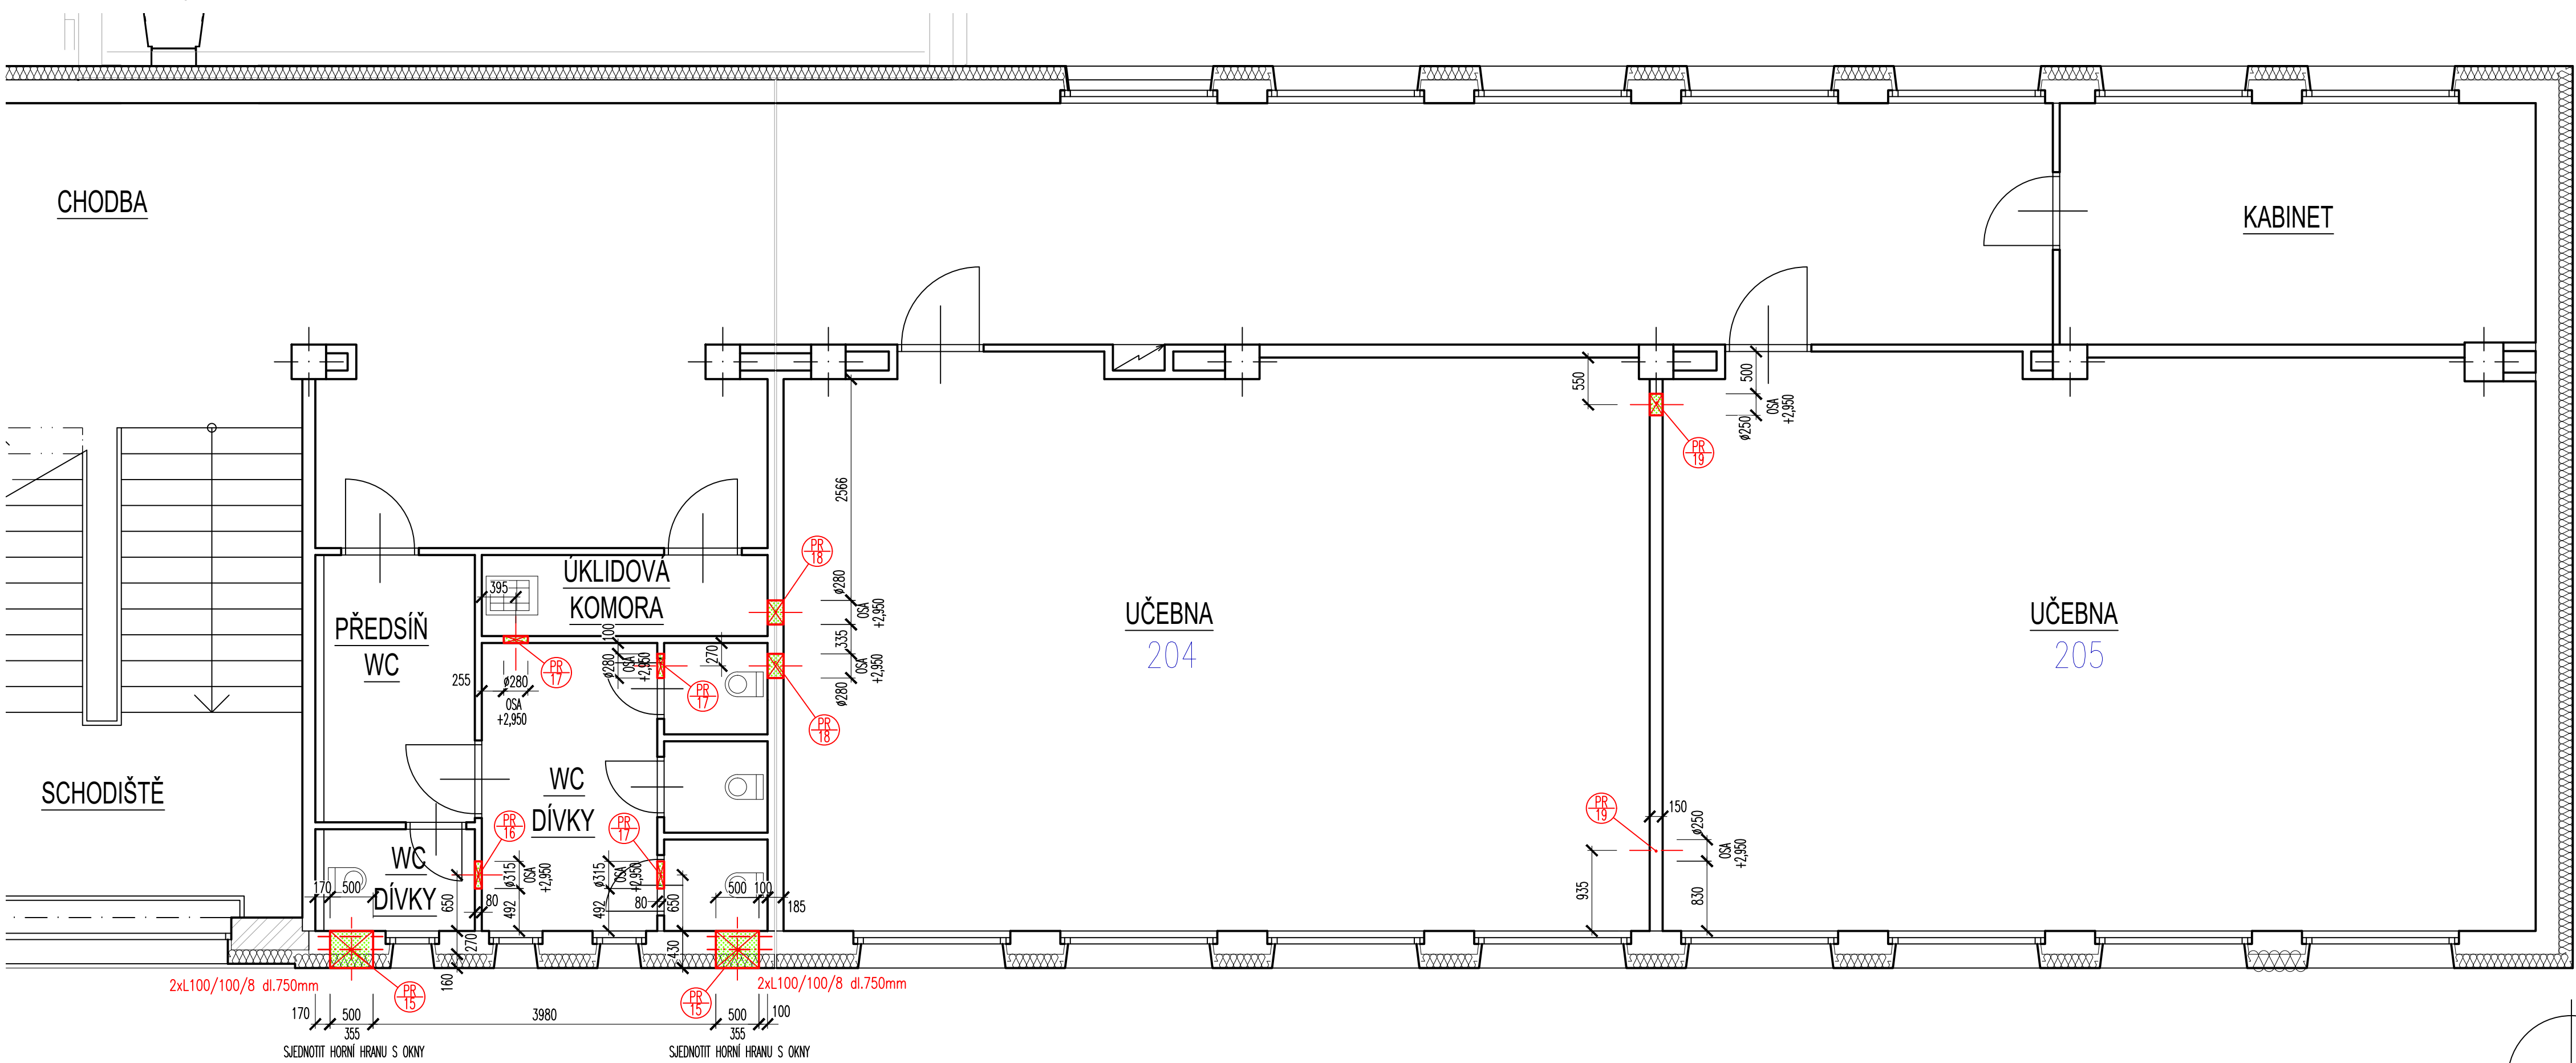 CHODBA
KABINET
550
500
OSA
+2,950
ø250
PR
19
2566
PR
18
ø280
OSA
+2,950
335
OSA
+2,950
ø280
PR
18
ÚKLIDOVÁ
KOMORA
395
PŘEDSÍŇ
WC
100
ø280
OSA
+2,950
270
PR
17
PR
17
255
ø280
OSA
+2,950
UČEBNA
204
UČEBNA
205
SCHODIŠTĚ
WC
DÍVKY
PR
16
PR
17
PR
19
150
ø250
OSA
+2,950
935
830
WC
DÍVKY
ø315
OSA
+2,950
ø315
OSA
+2,950
170
500
650
80
492
492
80
650
500
100
185
270
160
430
2xL100/100/8 dl.750mm
PR
15
PR
15
2xL100/100/8 dl.750mm
170
500
3980
500
100
355
355
SJEDNOTIT HORNÍ HRANU S OKNY
SJEDNOTIT HORNÍ HRANU S OKNY